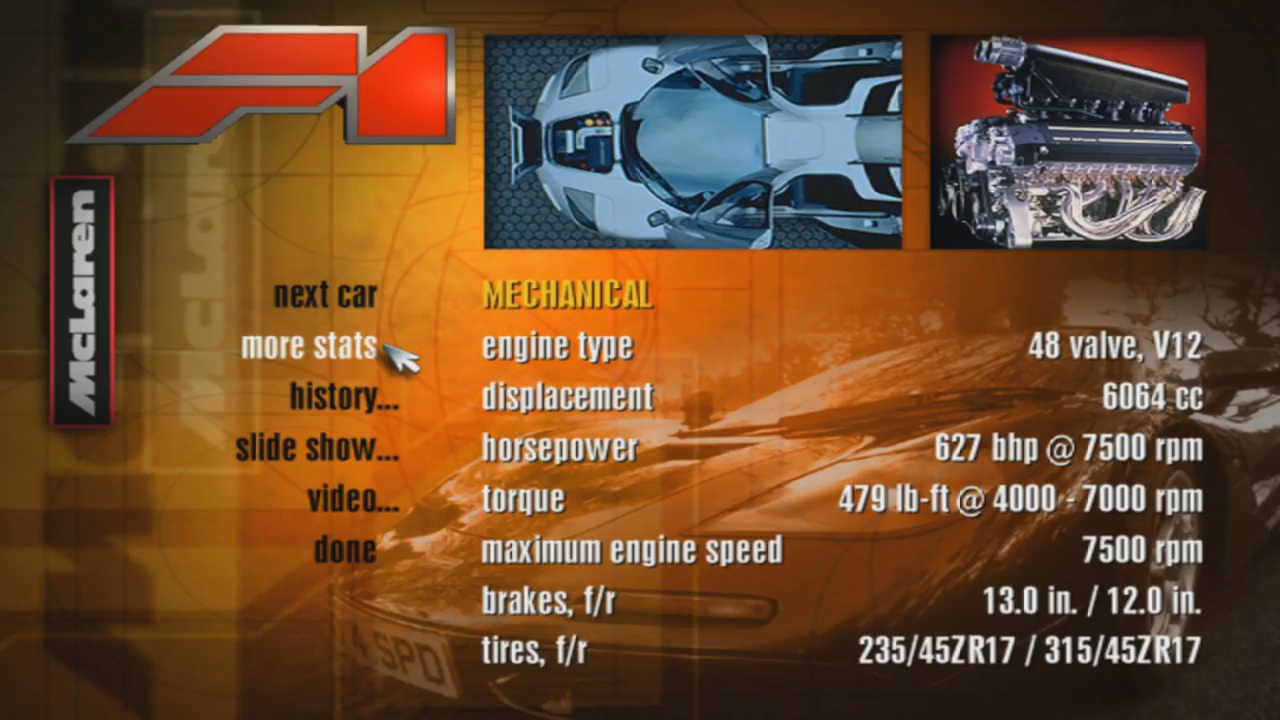 F1
McLaren
McLaren
next car
more stats
history...
slide show...
video...
done
MECHANICAL
engine type 48 valve, V12
displacement 6064 cc
horsepower 627 bhp @ 7500 rpm
torque 479 lb-ft @ 4000 - 7000 rpm
maximum engine speed 7500 rpm
brakes, f/r 13.0 in. / 12.0 in.
tires, f/r 235/45ZR17 / 315/45ZR17
SPD